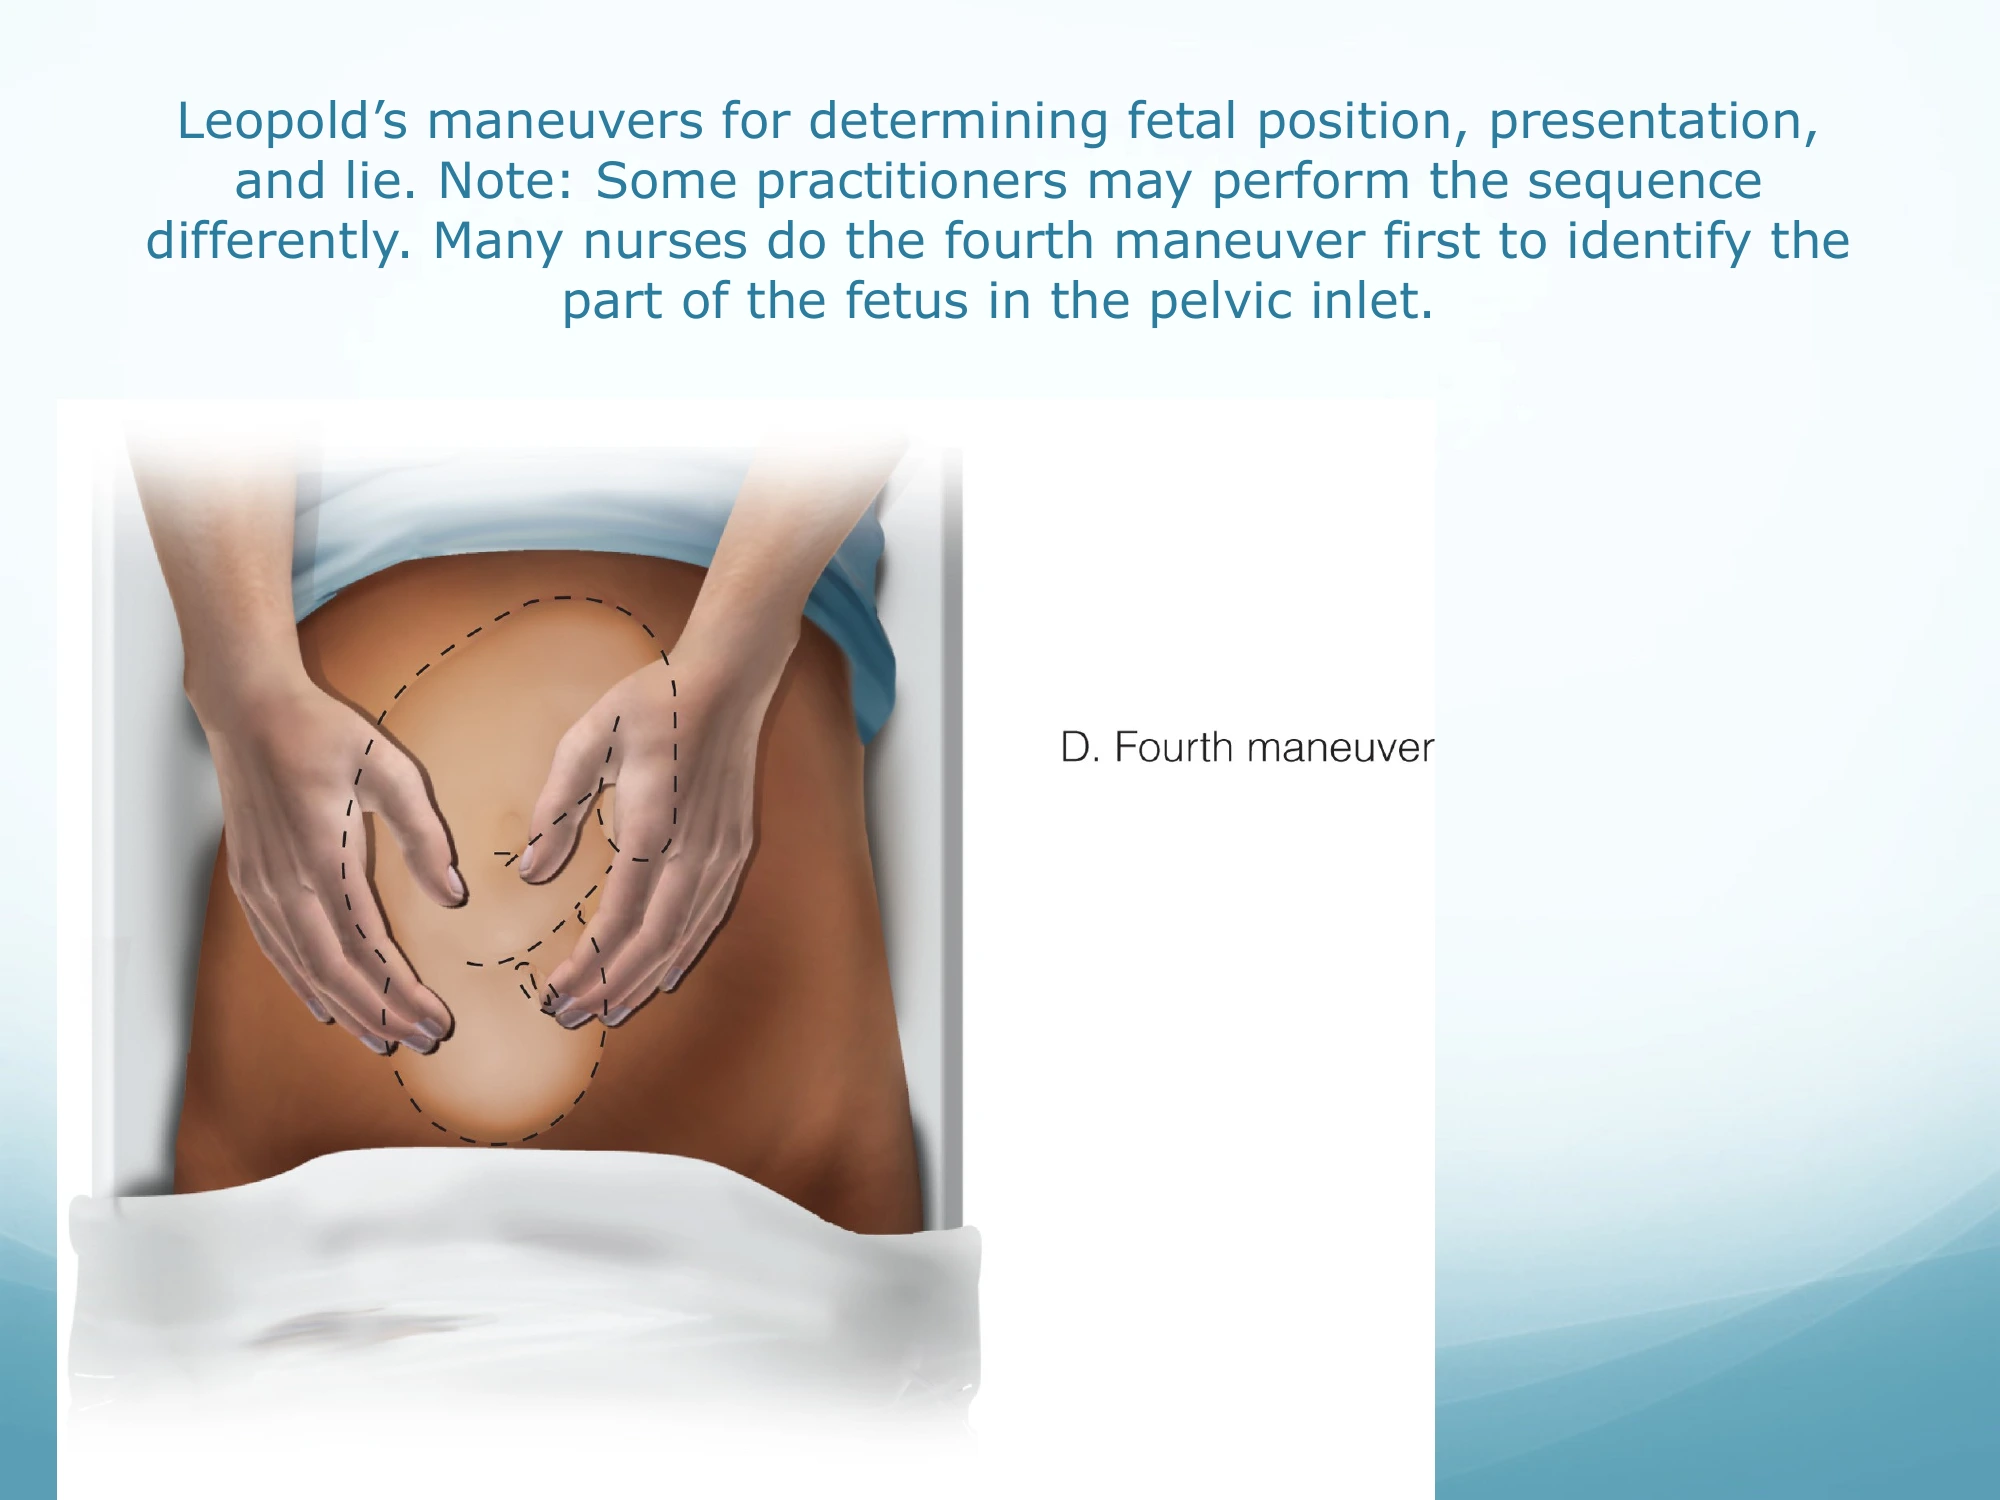 Leopold’s maneuvers for determining fetal position, presentation,
and lie. Note: Some practitioners may perform the sequence
differently. Many nurses do the fourth maneuver first to identify the
part of the fetus in the pelvic inlet.
D. Fourth maneuver